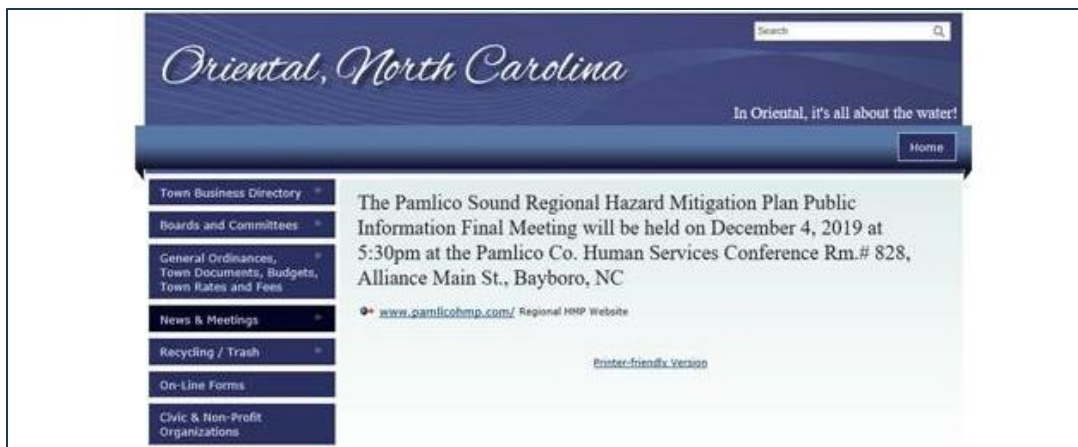 Search
Oriental, North Carolina
In Oriental, it's all about the water!
Home
Town Business Directory
Boards and Committees
General Ordinances,
Town Documents, Budgets,
Town Rates and Fees
News & Meetings
Recycling / Trash
On-Line Forms
Civic & Non-Profit
Organizations
The Pamlico Sound Regional Hazard Mitigation Plan Public
Information Final Meeting will be held on December 4, 2019 at
5:30pm at the Pamlico Co. Human Services Conference Rm.# 828,
Alliance Main St., Bayboro, NC
www.pamlicohmp.com/ Regional HMP Website
Printer-friendly Version